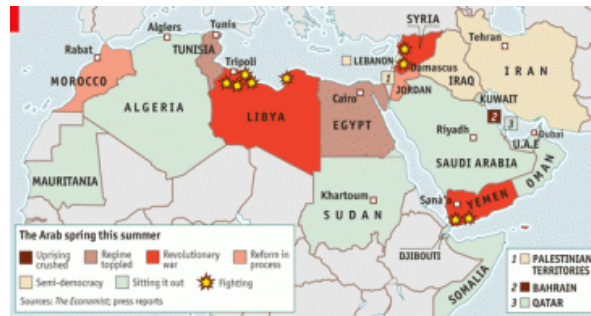 Algiers
Tunis
SYRIA
Rabat
TUNISIA
Tripoli
LEBANON
Damascus
Tehran
MOROCCO
1
JORDAN
IRAQ
IRAN
ALGERIA
LIBYA
Cairo
EGYPT
KUWAIT
2
3
Dubai
Riyadh
U.A.E
MAURITANIA
SAUDI ARABIA
OMAN
Khartoum
SUDAN
Sana'a
YEMEN
DJIBOUTI
SOMALIA
The Arab spring this summer
Uprising crushed
Regime toppled
Revolutionary war
Reform in process
Semi-democracy
Sitting it out
Fighting
Sources: The Economist; press reports
1 PALESTINIAN
TERRITORIES
2 BAHRAIN
3 QATAR